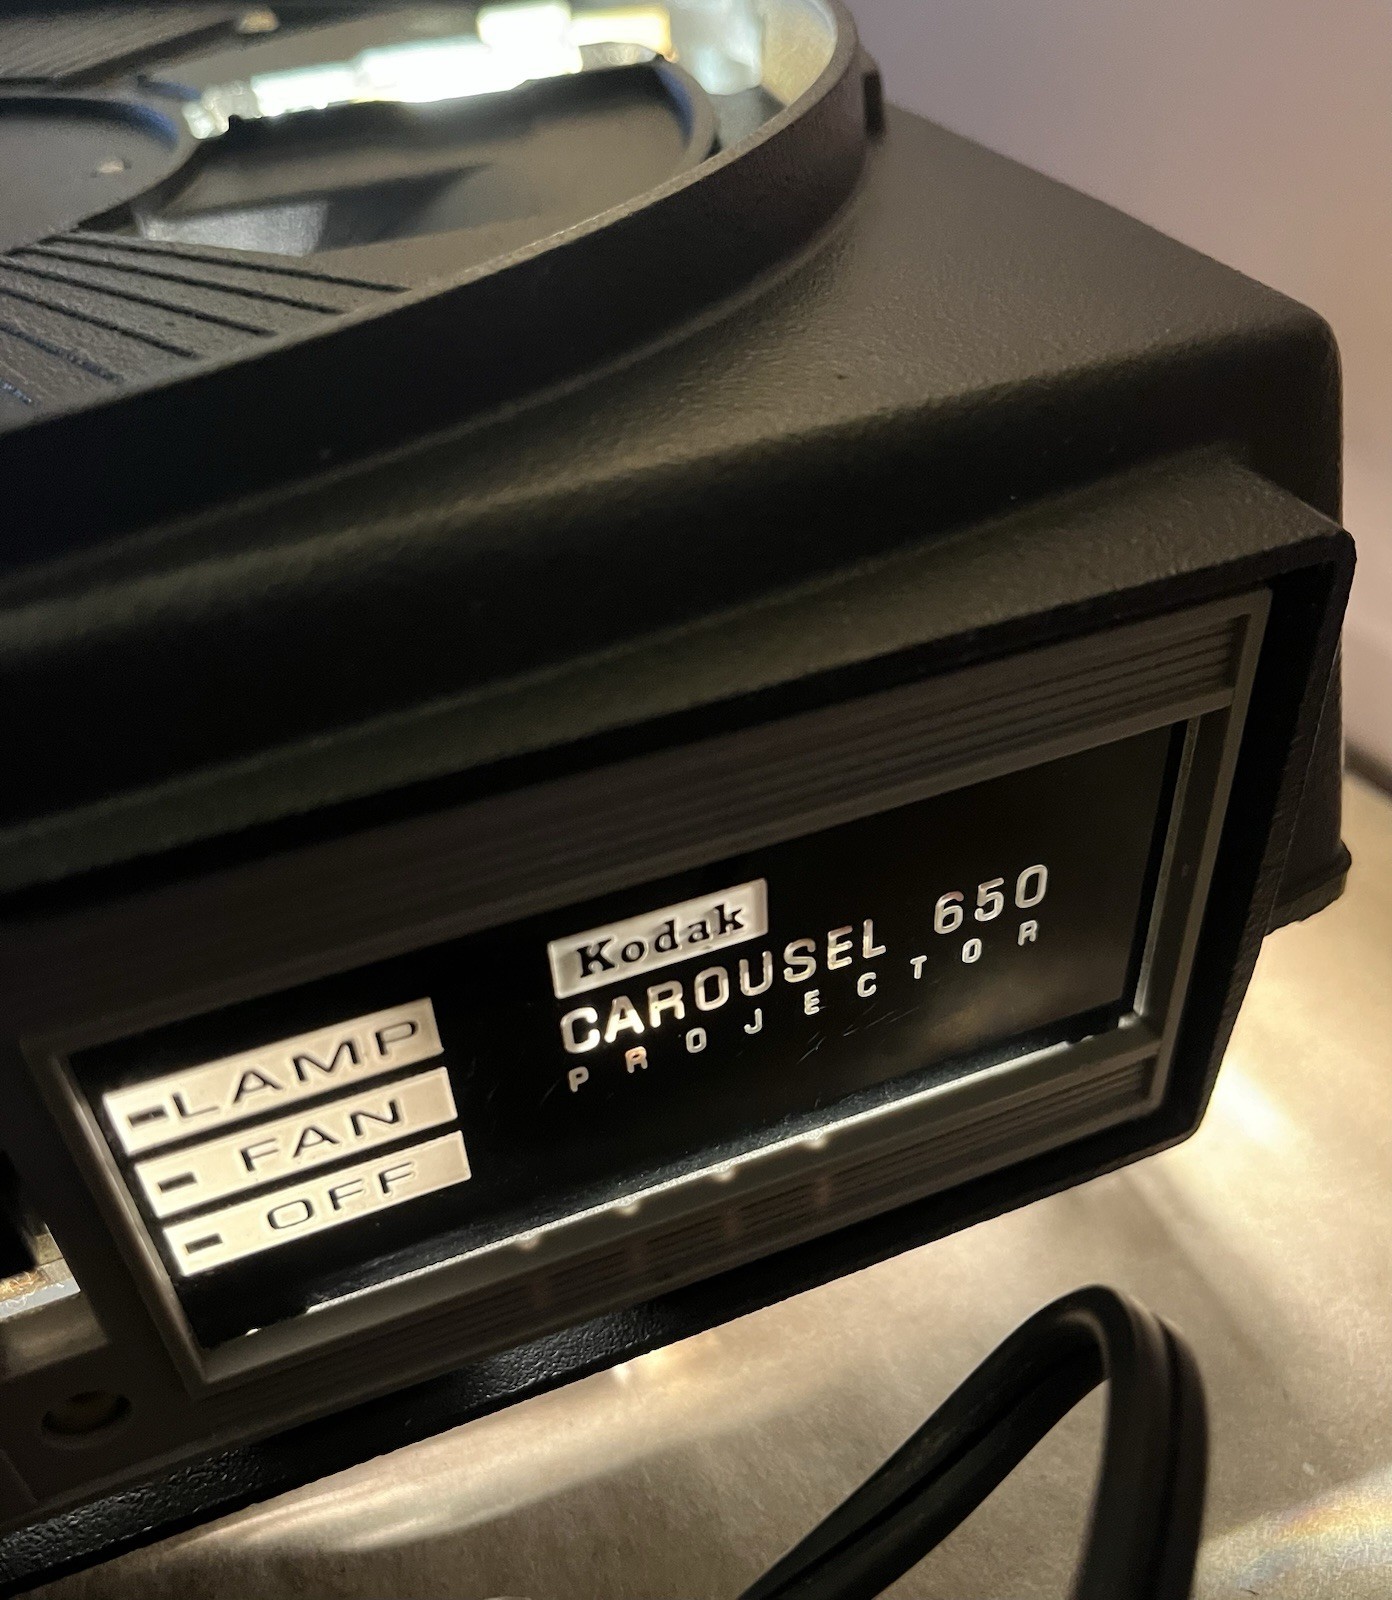 Kodak
CAROUSEL 650
PROJECTOR
-LAMP
- FAN
- OFF